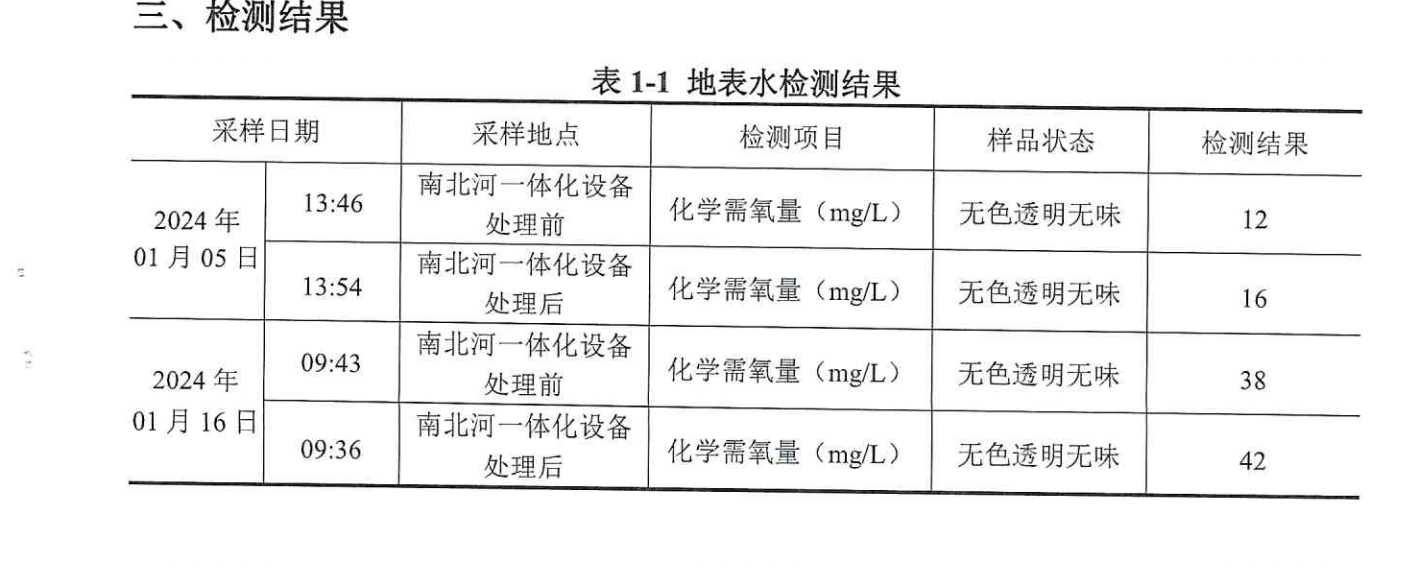 三、检测结果
表 1-1 地表水检测结果
采样日期 采样地点 检测项目 样品状态 检测结果
2024 年
01 月 05 日
13:46
南北河一体化设备
处理前
化学需氧量（mg/L） 无色透明无味 12
13:54
南北河一体化设备
处理后
化学需氧量（mg/L） 无色透明无味 16
2024 年
01 月 16 日
09:43
南北河一体化设备
处理前
化学需氧量（mg/L） 无色透明无味 38
09:36
南北河一体化设备
处理后
化学需氧量（mg/L） 无色透明无味 42